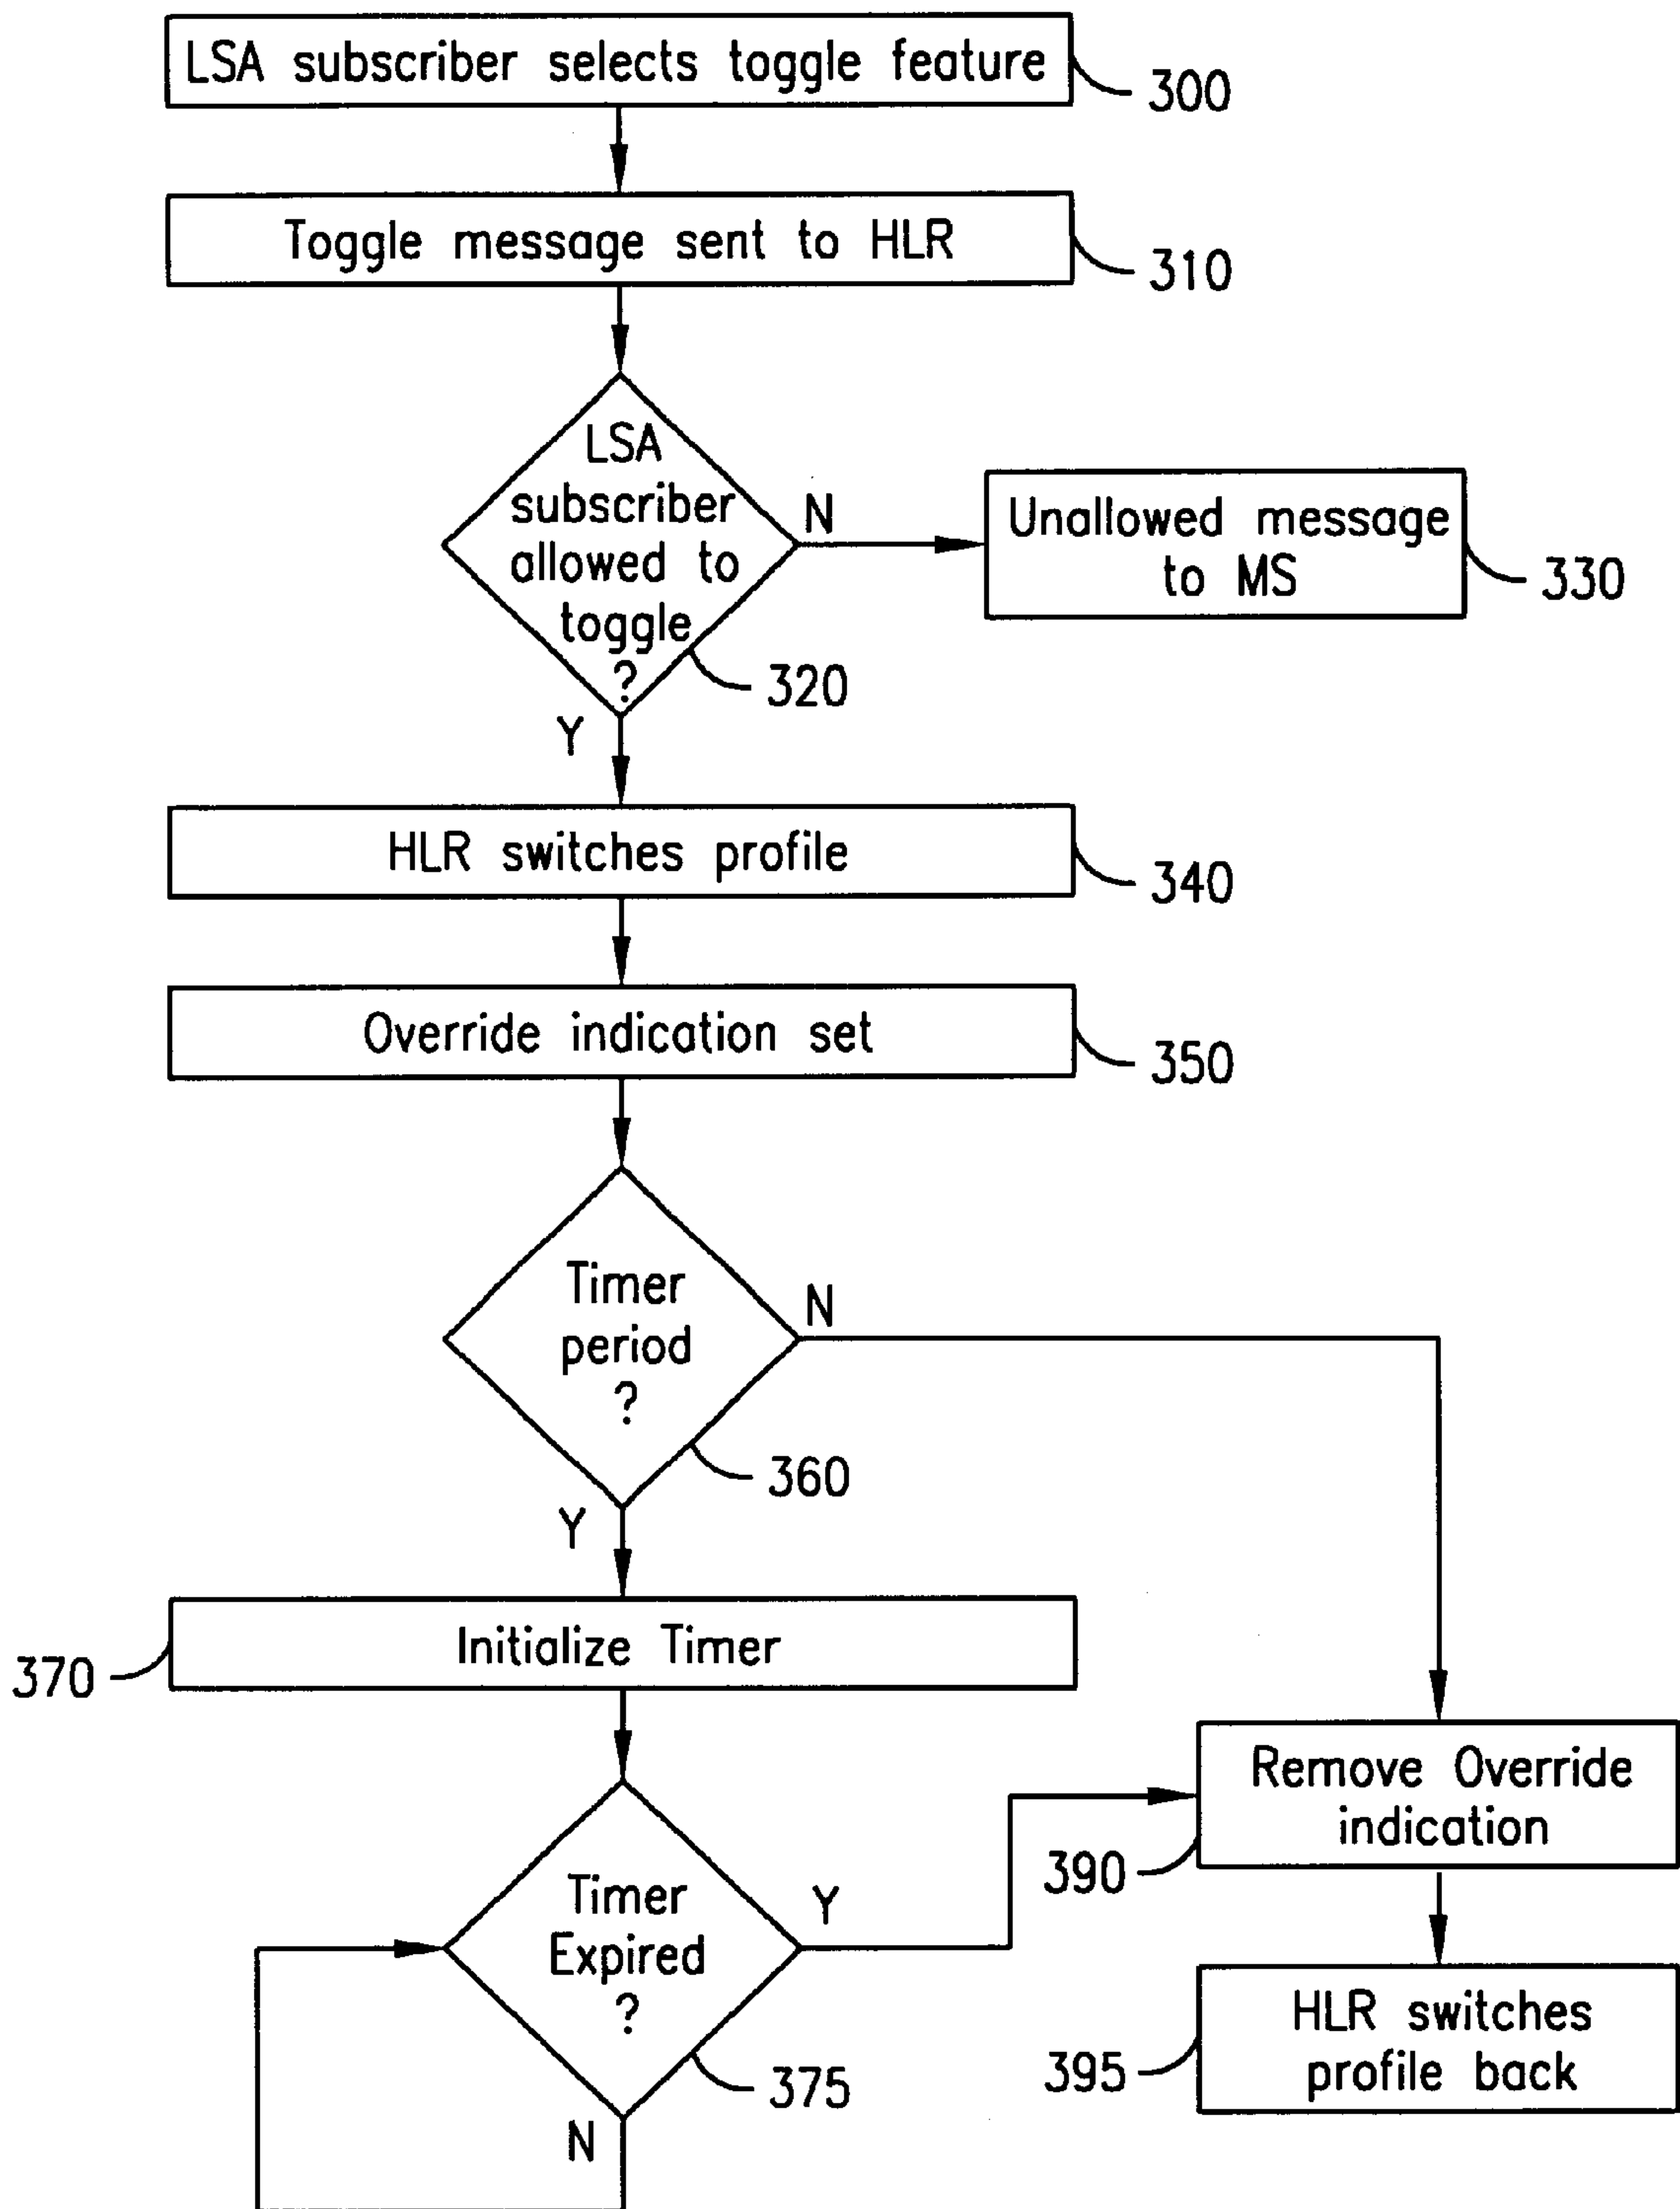 LSA subscriber selects toggle feature
300
Toggle message sent to HLR
310
LSA
subscriber
allowed to
toggle
?
320
N
Unallowed message
to MS
330
Y
HLR switches profile
340
Override indication set
350
Timer
period
?
360
N
Y
Initialize Timer
370
Timer
Expired
?
375
Y
N
Remove Override
indication
390
HLR switches
profile back
395